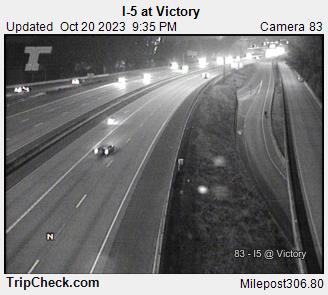 I-5 at Victory
Updated Oct 20 2023 9:35 PM Camera 83
T
N
83 - I5 @ Victory
TripCheck.com Milepost306.80